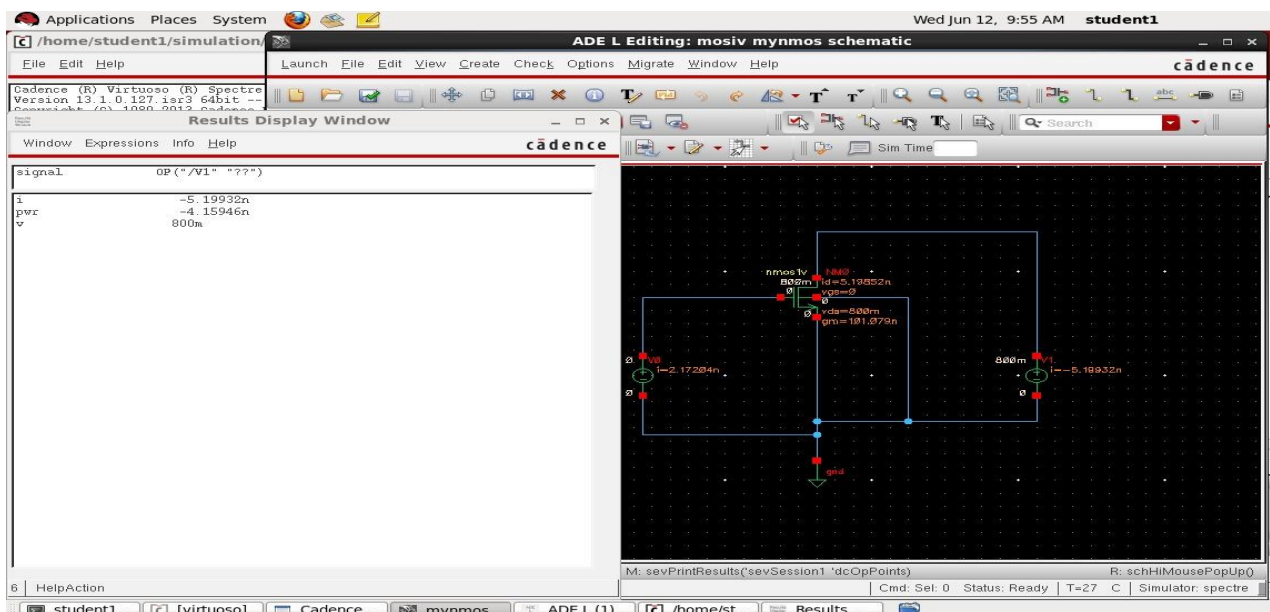 Applications Places System
Wed Jun 12, 9:55 AM student1
/home/student1/simulation/
ADE L Editing: mosiv mynmos schematic
File Edit Help
Launch File Edit View Create Check Options Migrate Window Help
cādence
Cadence (R) Virtuoso (R) Spectre
Version 13.1.0.127.isr3 64bit --
Results Display Window
Search
Window Expressions Info Help
cādence
Sim Time
signal OP("/V1" "??")
i -5.19932n
pwr -4.15946n
v 800m
nmos1v NM0
800m id=5.19852n
0 vgs=0
0
0 vds=800m
gm=101.079n
0 V0
i=2.17204n
0
800m V1
i=-5.19932n
0
gnd
M: sevPrintResults('sevSession1 'dcOpPoints) R: schHiMousePopUp()
6 HelpAction
Cmd: Sel: 0 Status: Ready T=27 C Simulator: spectre
student1 [virtuoso] Cadence mynmos ADE L (1) /home/st Results